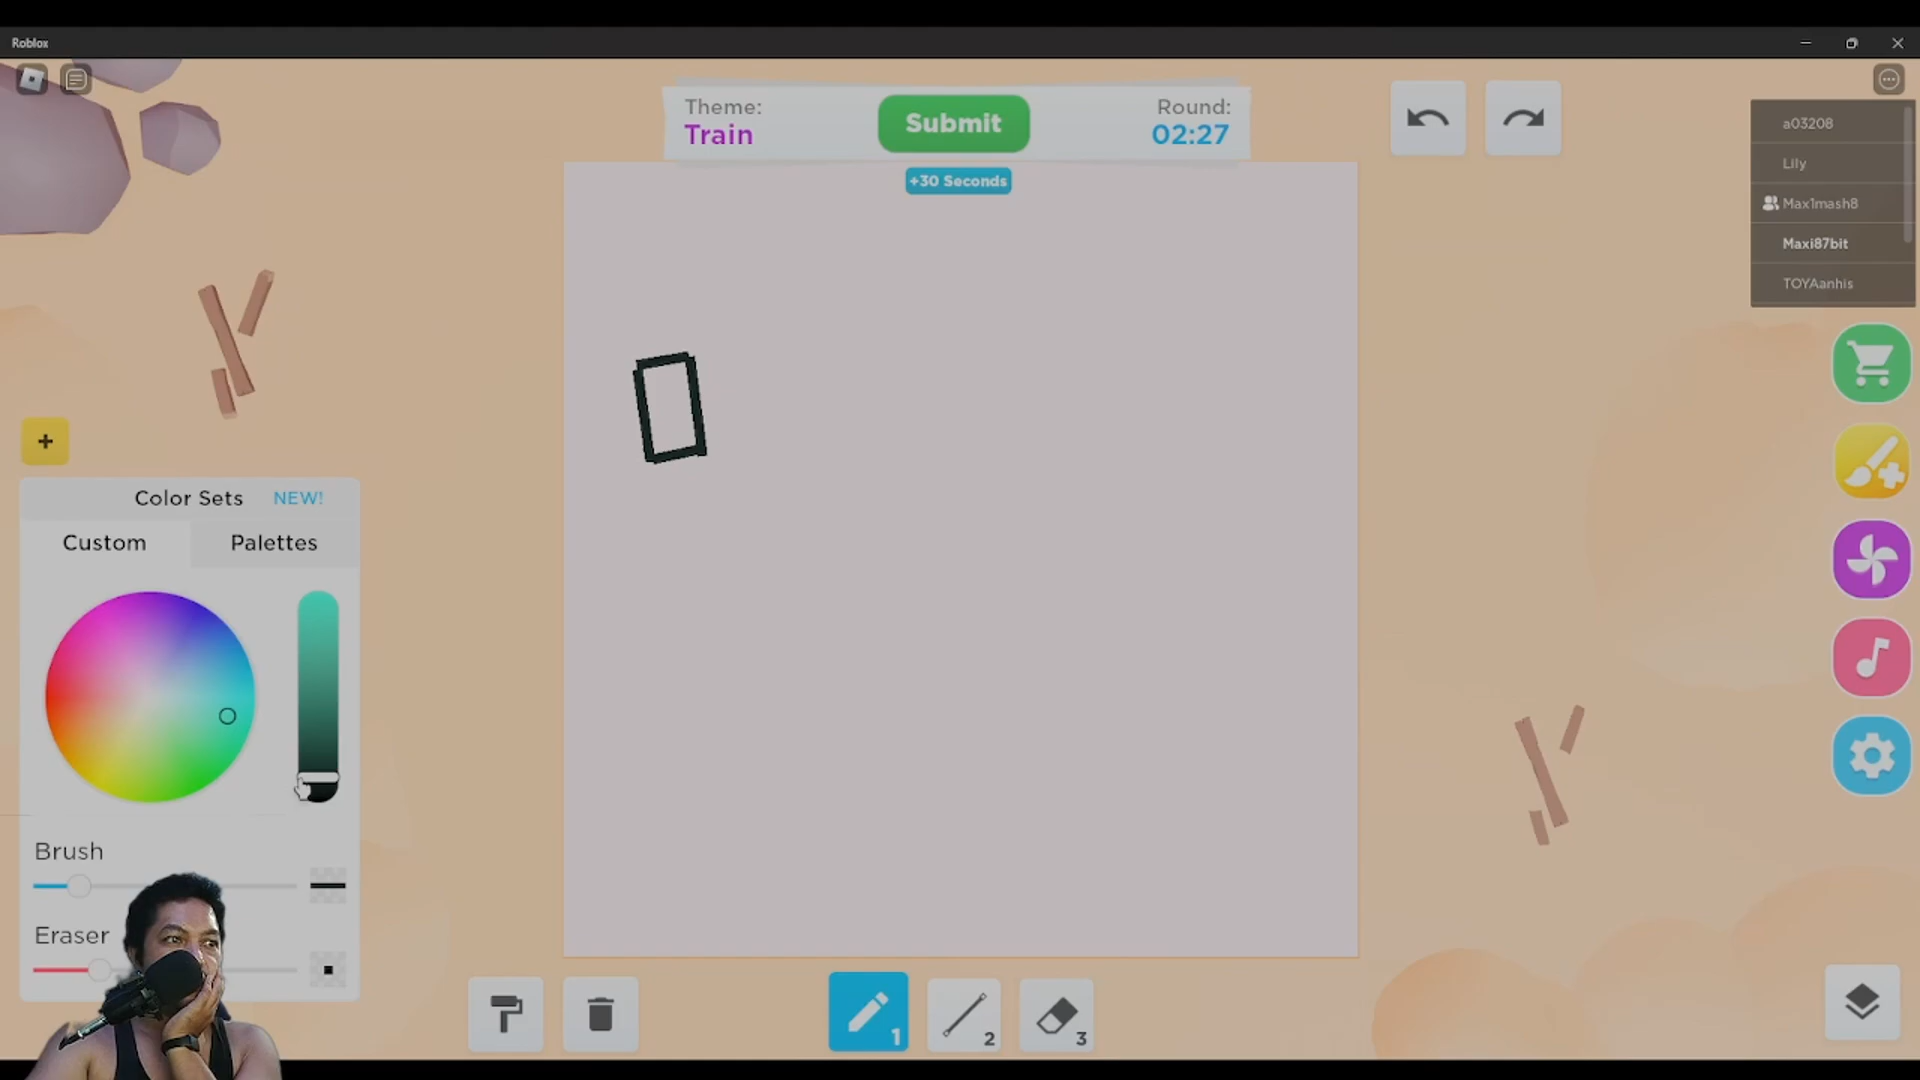 Roblox
Theme:
Train
Submit
Round:
02:27
+30 Seconds
a03208
Lily
Max1mash8
Maxi87bit
TOYAanhis
+
Color Sets NEW!
Custom Palettes
Brush
Eraser
1
2
3